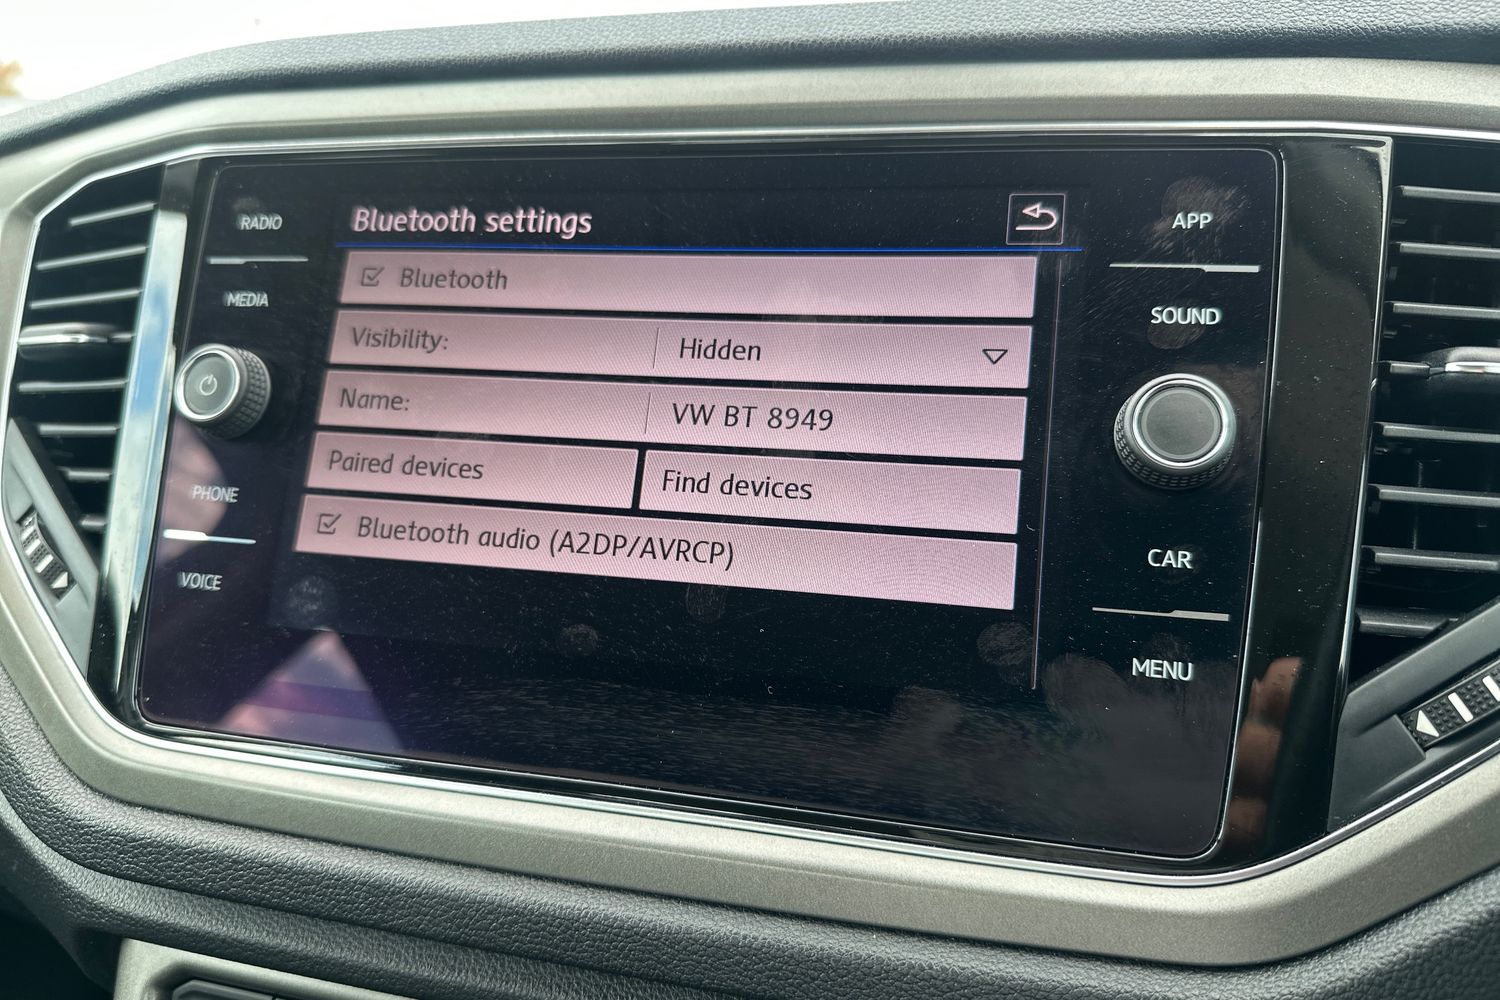 RADIO
MEDIA
PHONE
VOICE
Bluetooth settings
Bluetooth
Visibility: Hidden
Name: VW BT 8949
Paired devices Find devices
Bluetooth audio (A2DP/AVRCP)
APP
SOUND
CAR
MENU